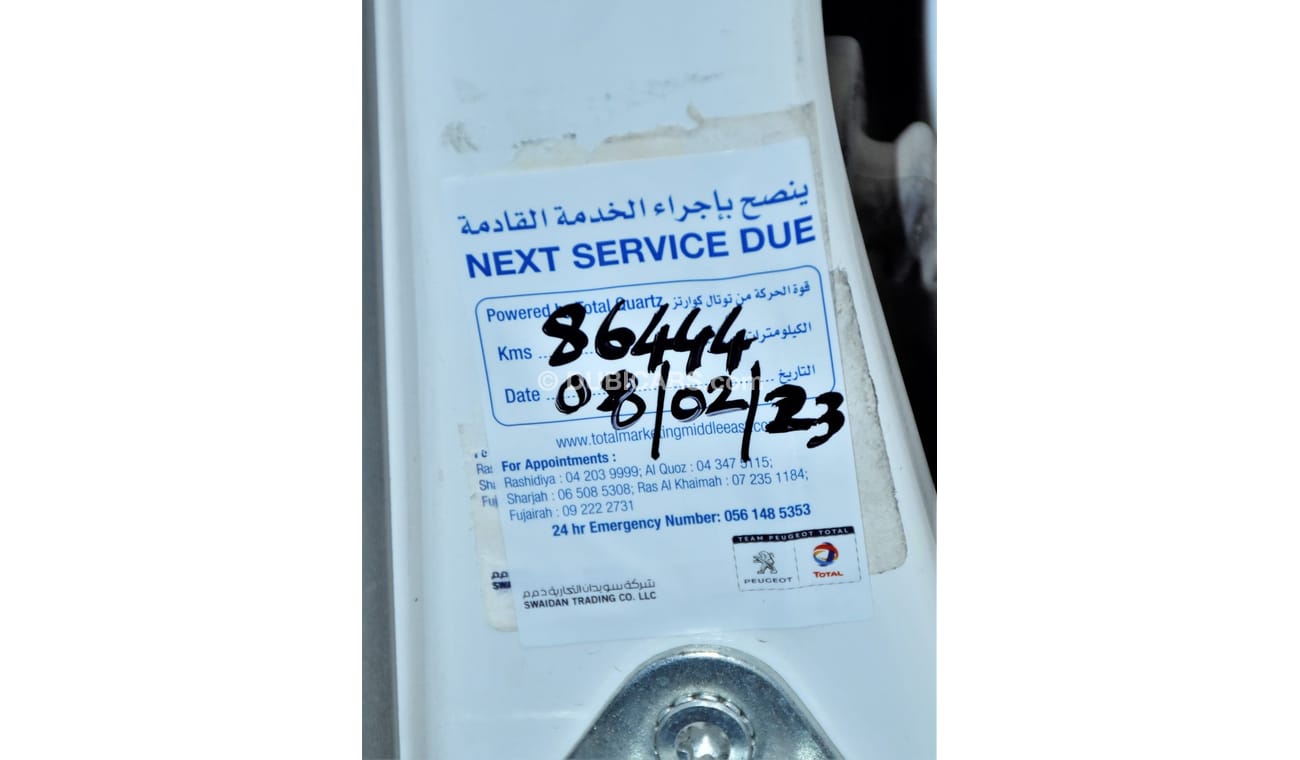 ينصح بإجراء الخدمة القادمة
NEXT SERVICE DUE
Powered by Total Quartz قوة الحركة من توتال كوارتز
Kms 86444 الكيلومترات
Date 08/02/23 التاريخ
© DUBICARS.com
www.totalmarketingmiddleeast.com
For Appointments :
Rashidiya : 04 203 9999; Al Quoz : 04 347 5115;
Sharjah : 06 508 5308; Ras Al Khaimah : 07 235 1184;
Fujairah : 09 222 2731
24 hr Emergency Number: 056 148 5353
TEAM PEUGEOT TOTAL
PEUGEOT TOTAL
شركة سويدان التجارية ذ.م.م
SWAIDAN TRADING CO. LLC